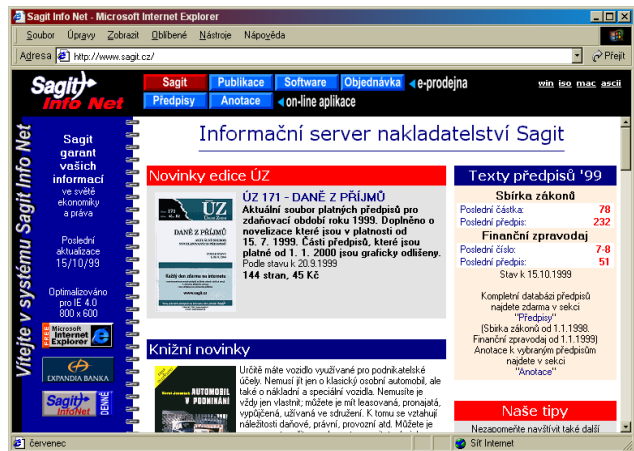 Sagit Info Net - Microsoft Internet Explorer
Soubor Úpravy Zobrazit Oblíbené Nástroje Nápověda
Adresa http://www.sagit.cz/ Přejít
Sagit
Info Net
Sagit Publikace Software Objednávka e-prodejna
Předpisy Anotace on-line aplikace
win iso mac ascii
Vítejte v systému Sagit Info Net
Sagit
garant
vašich
informací
ve světě
ekonomiky
a práva
Poslední
aktualizace
15/10/99
Optimalizováno
pro IE 4.0
800 x 600
FREE Microsoft
Internet
Explorer
EXPANDIA BANKA
Sagit
InfoNet
DENNĚ
Informační server nakladatelství Sagit
Novinky edice ÚZ
171
ÚZ
DANĚ Z PŘÍJMŮ
Každý den zdarma na internetu
www.sagit.cz
ÚZ 171 - DANĚ Z PŘÍJMŮ
Aktuální soubor platných předpisů pro
zdaňovací období roku 1999. Doplněno o
novelizace které jsou v platnosti od
15. 7. 1999. Části předpisů, které jsou
platné od 1. 1. 2000 jsou graficky odlišeny.
Podle stavu k 20.9.1999
144 stran, 45 Kč
Knižní novinky
AUTOMOBIL
V PODNIKÁNÍ
Určitě máte vozidlo využívané pro podnikatelské
účely. Nemusí jít jen o klasický osobní automobil, ale
také o nákladní a speciální vozidla. Nemusíte je
vždy jen vlastnit; můžete je mít leasovaná, pronajatá,
vypůjčená, užívaná ve sdružení. K tomu se vztahují
náležitosti daňové, právní, provozní atd. Můžete je
Texty předpisů '99
Sbírka zákonů
Poslední částka: 78
Poslední předpis: 232
Finanční zpravodaj
Poslední číslo: 7-8
Poslední předpis: 51
Stav k 15.10.1999
Kompletní databázi předpisů
najdete zdarma v sekci
"Předpisy"
(Sbírka zákonů od 1.1.1998.
Finanční zpravodaj od 1.1.1999)
Anotace k vybraným předpisům
najdete v sekci
"Anotace"
Naše tipy
Nezapomeňte navštívit také další
červenec Síť Internet